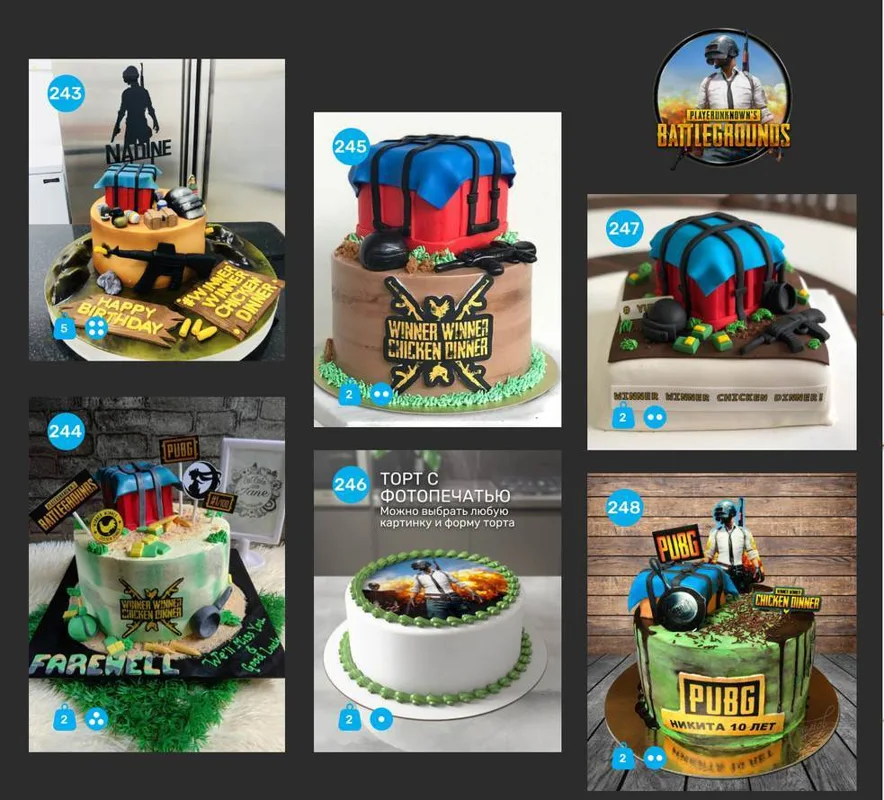 243
NADINE
#WINNER
WINNER
CHICKEN
DINNER
HAPPY
BIRTHDAY
5
244
PUBG
BATTLEGROUNDS
WINNER WINNER
CHICKEN DINNER
Jane
FAREWELL
We'll Miss You
&
Good Luck
2
245
WINNER WINNER
CHICKEN DINNER
2
246
ТОРТ С
ФОТОПЕЧАТЬЮ
Можно выбрать любую
картинку и форму торта
2
PLAYERUNKNOWN'S
BATTLEGROUNDS
247
WINNER WINNER CHICKEN DINNER!
2
248
PUBG
WINNER WINNER
CHICKEN DINNER
PUBG
НИКИТА 10 ЛЕТ
2